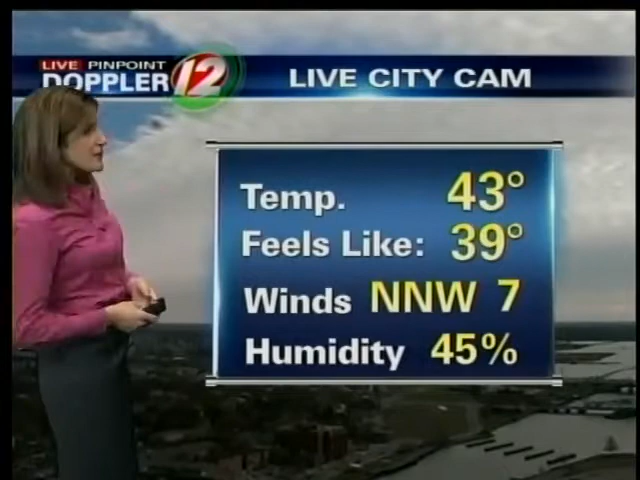 LIVE PINPOINT
DOPPLER 12
LIVE CITY CAM
Temp. 43°
Feels Like: 39°
Winds NNW 7
Humidity 45%